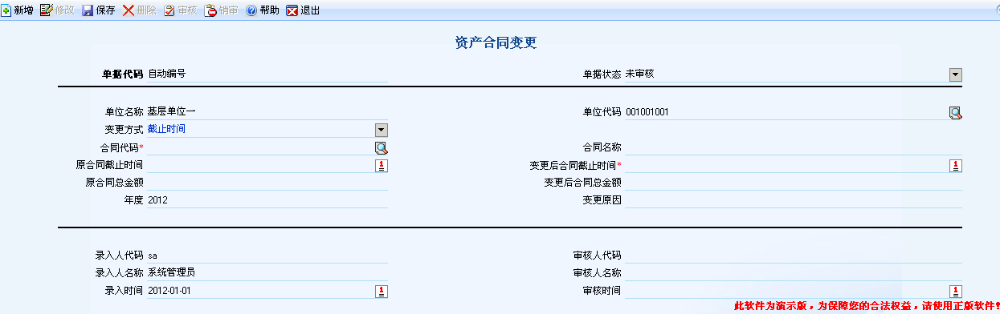 新增 修改 保存 删除 审核 销审 帮助 退出
资产合同变更
单据代码 自动编号 单据状态 未审核
单位名称 基层单位一 单位代码 001001001
变更方式 截止时间
合同代码* 合同名称
原合同截止时间 1 变更后合同截止时间* 1
原合同总金额 变更后合同总金额
年度 2012 变更原因
录入人代码 sa 审核人代码
录入人名称 系统管理员 审核人名称
录入时间 2012-01-01 1 审核时间 1
此软件为演示版，为保障您的合法权益，请使用正版软件!